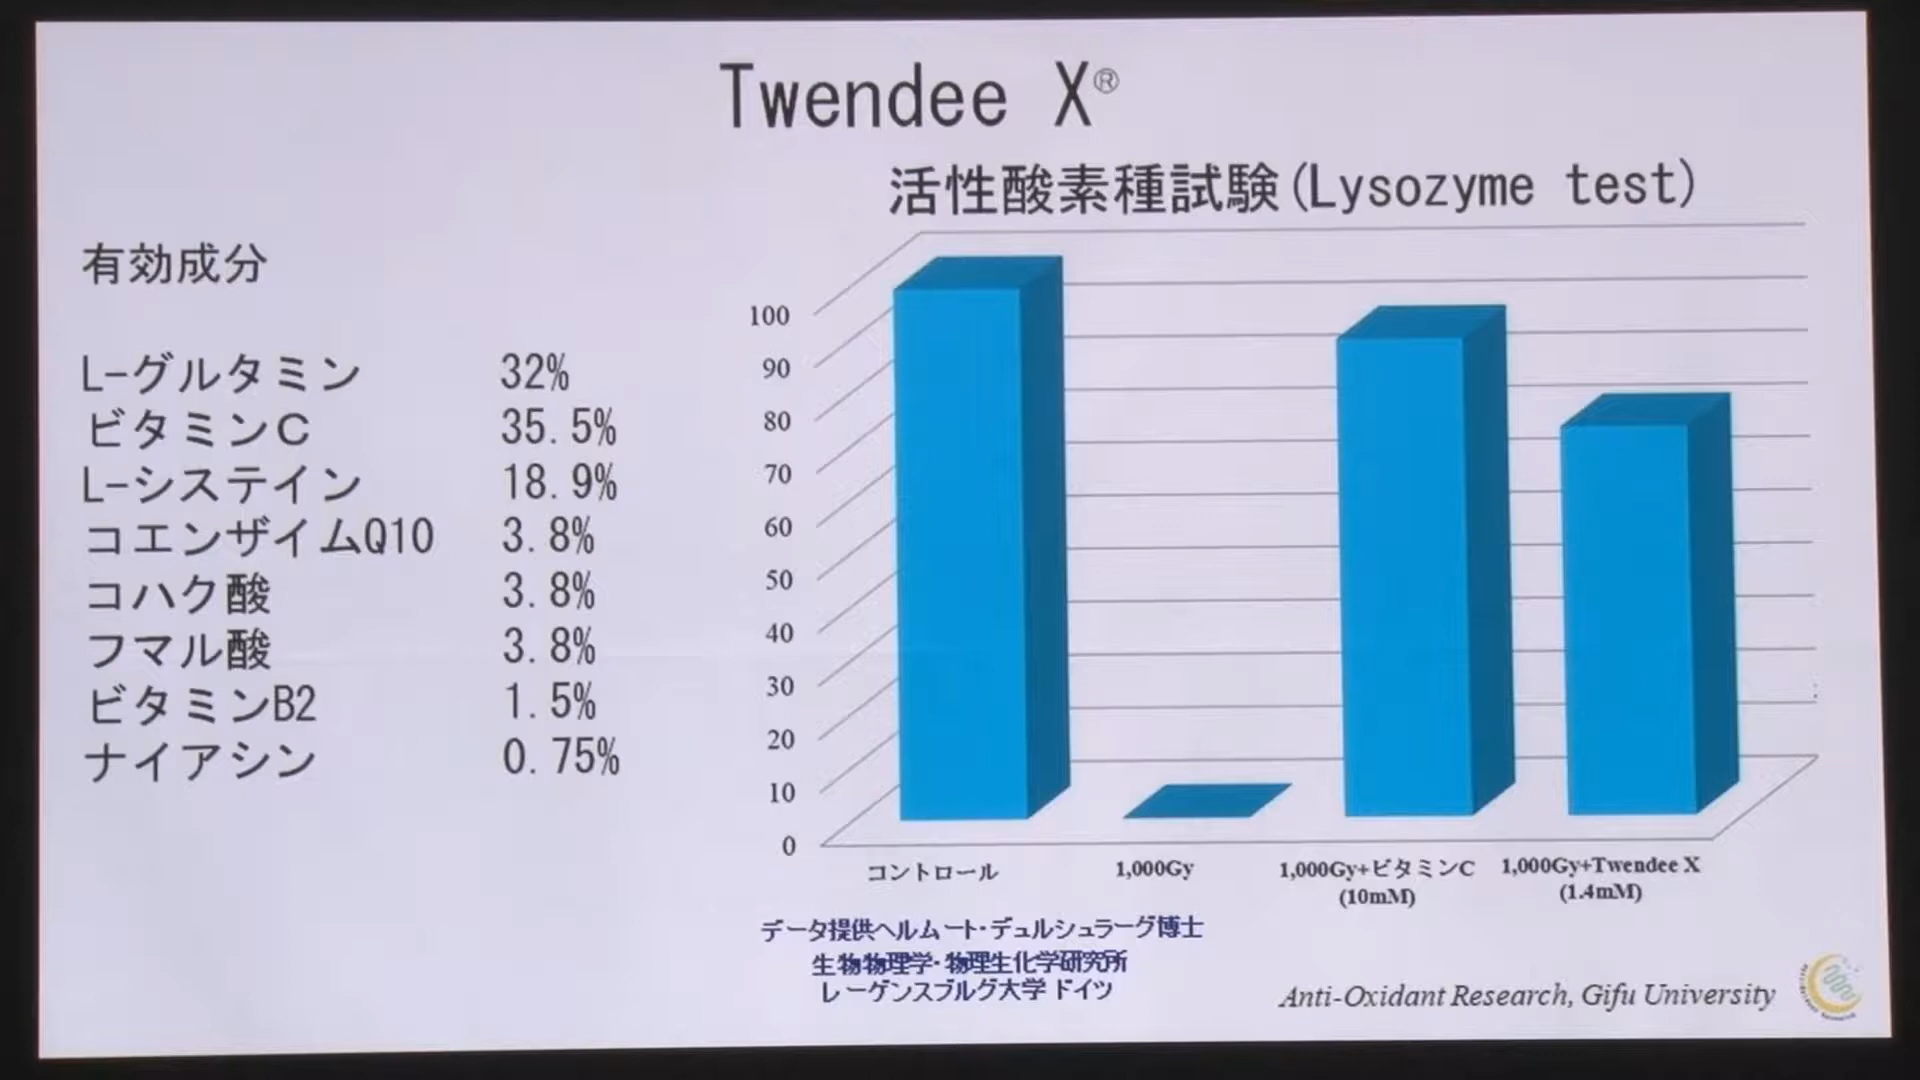 Twendee X®
活性酸素種試験(Lysozyme test)
有効成分
L-グルタミン 32%
ビタミンC 35.5%
L-システイン 18.9%
コエンザイムQ10 3.8%
コハク酸 3.8%
フマル酸 3.8%
ビタミンB2 1.5%
ナイアシン 0.75%
100
90
80
70
60
50
40
30
20
10
0
コントロール
1,000Gy
1,000Gy+ビタミンC
(10mM)
1,000Gy+Twendee X
(1.4mM)
データ提供ヘルムート・デュルシュラーグ博士
生物物理学・物理生化学研究所
レーゲンスブルグ大学 ドイツ
Anti-Oxidant Research, Gifu University